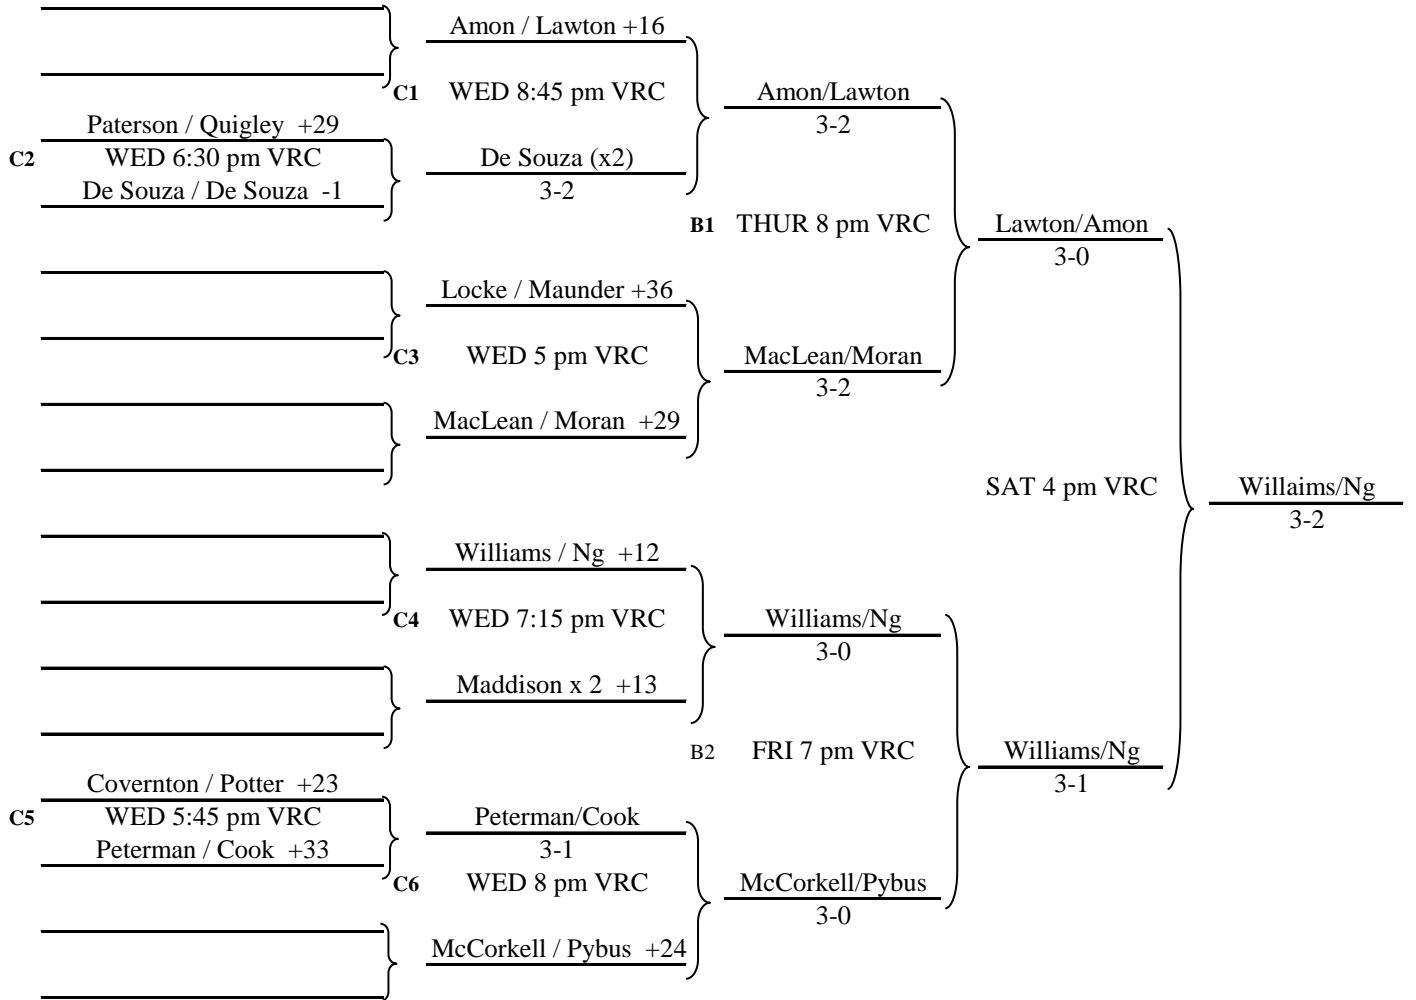 Amon / Lawton +16
C1 WED 8:45 pm VRC
Amon/Lawton
3-2
Paterson / Quigley +29
C2 WED 6:30 pm VRC
De Souza / De Souza -1
De Souza (x2)
3-2
B1 THUR 8 pm VRC
Lawton/Amon
3-0
Locke / Maunder +36
C3 WED 5 pm VRC
MacLean/Moran
3-2
MacLean / Moran +29
SAT 4 pm VRC
Willaims/Ng
3-2
Williams / Ng +12
C4 WED 7:15 pm VRC
Williams/Ng
3-0
Maddison x 2 +13
B2 FRI 7 pm VRC
Williams/Ng
3-1
Covernton / Potter +23
C5 WED 5:45 pm VRC
Peterman / Cook +33
Peterman/Cook
3-1
C6 WED 8 pm VRC
McCorkell/Pybus
3-0
McCorkell / Pybus +24